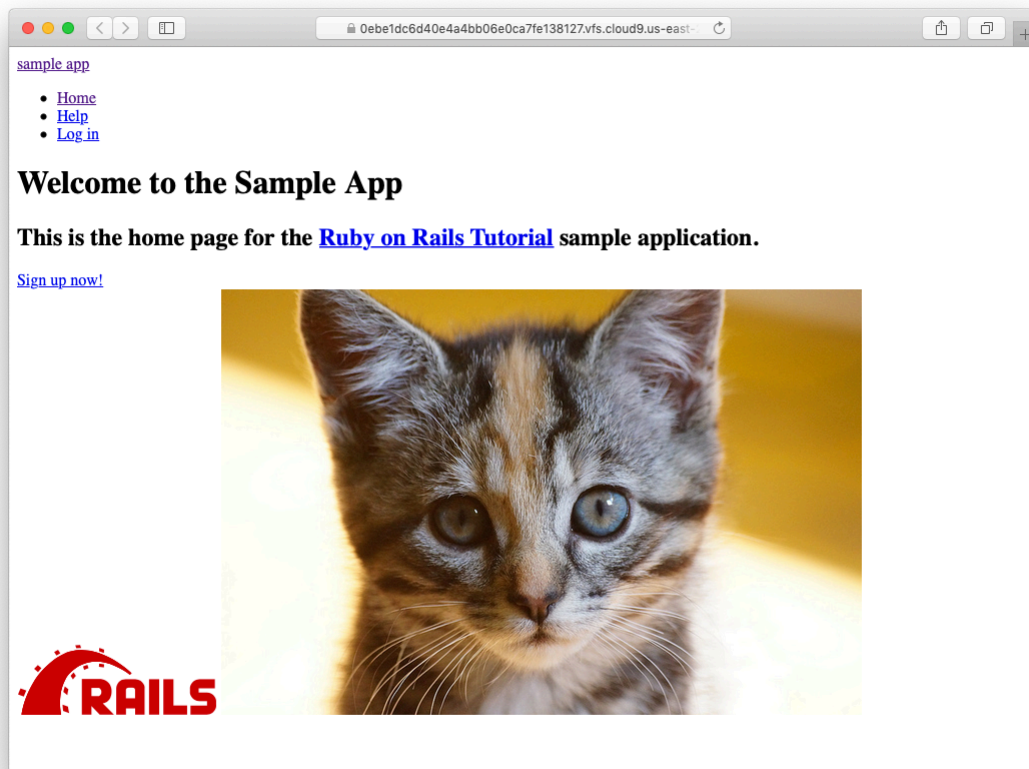 0ebe1dc6d40e4a4bb06e0ca7fe138127.vfs.cloud9.us-east-
sample app
Home
Help
Log in
Welcome to the Sample App
This is the home page for the Ruby on Rails Tutorial sample application.
Sign up now!
RAILS